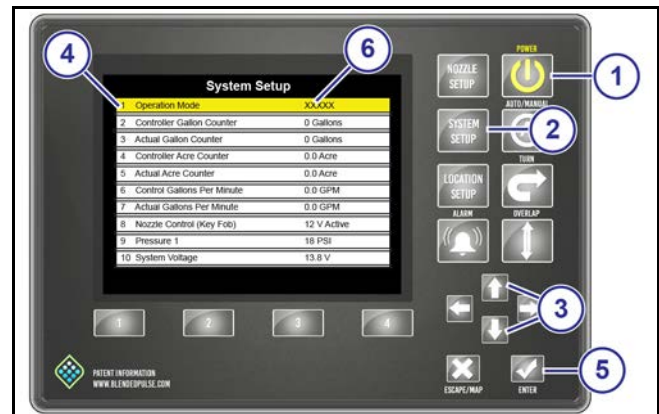 4
6
System Setup
1 Operation Mode XXXXX
2 Controller Gallon Counter 0 Gallons
3 Actual Gallon Counter 0 Gallons
4 Controller Acre Counter 0.0 Acre
5 Actual Acre Counter 0.0 Acre
6 Control Gallons Per Minute 0.0 GPM
7 Actual Gallons Per Minute 0.0 GPM
8 Nozzle Control (Key Fob) 12 V Active
9 Pressure 1 18 PSI
10 System Voltage 13.8 V
NOZZLE
SETUP
POWER
1
SYSTEM
SETUP
AUTO/MANUAL
2
LOCATION
SETUP
TURN
ALARM
OVERLAP
3
1 2 3 4
PATENT INFORMATION
WWW.BLENDEDPULSE.COM
ESCAPE/MAP
ENTER
5